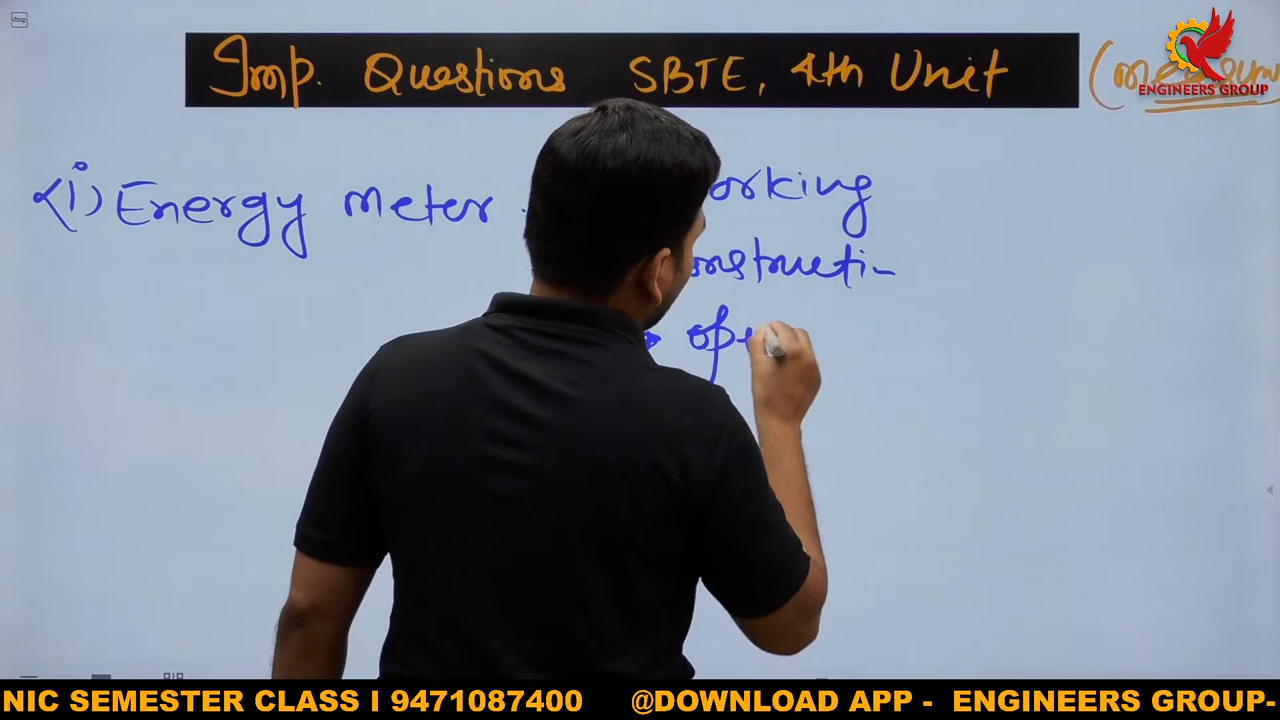 Imp. Questions SBTE, 4th Unit
ENGINEERS GROUP
(i) Energy meter
orking
onstructi-
ope
NIC SEMESTER CLASS I 9471087400 @DOWNLOAD APP - ENGINEERS GROUP-